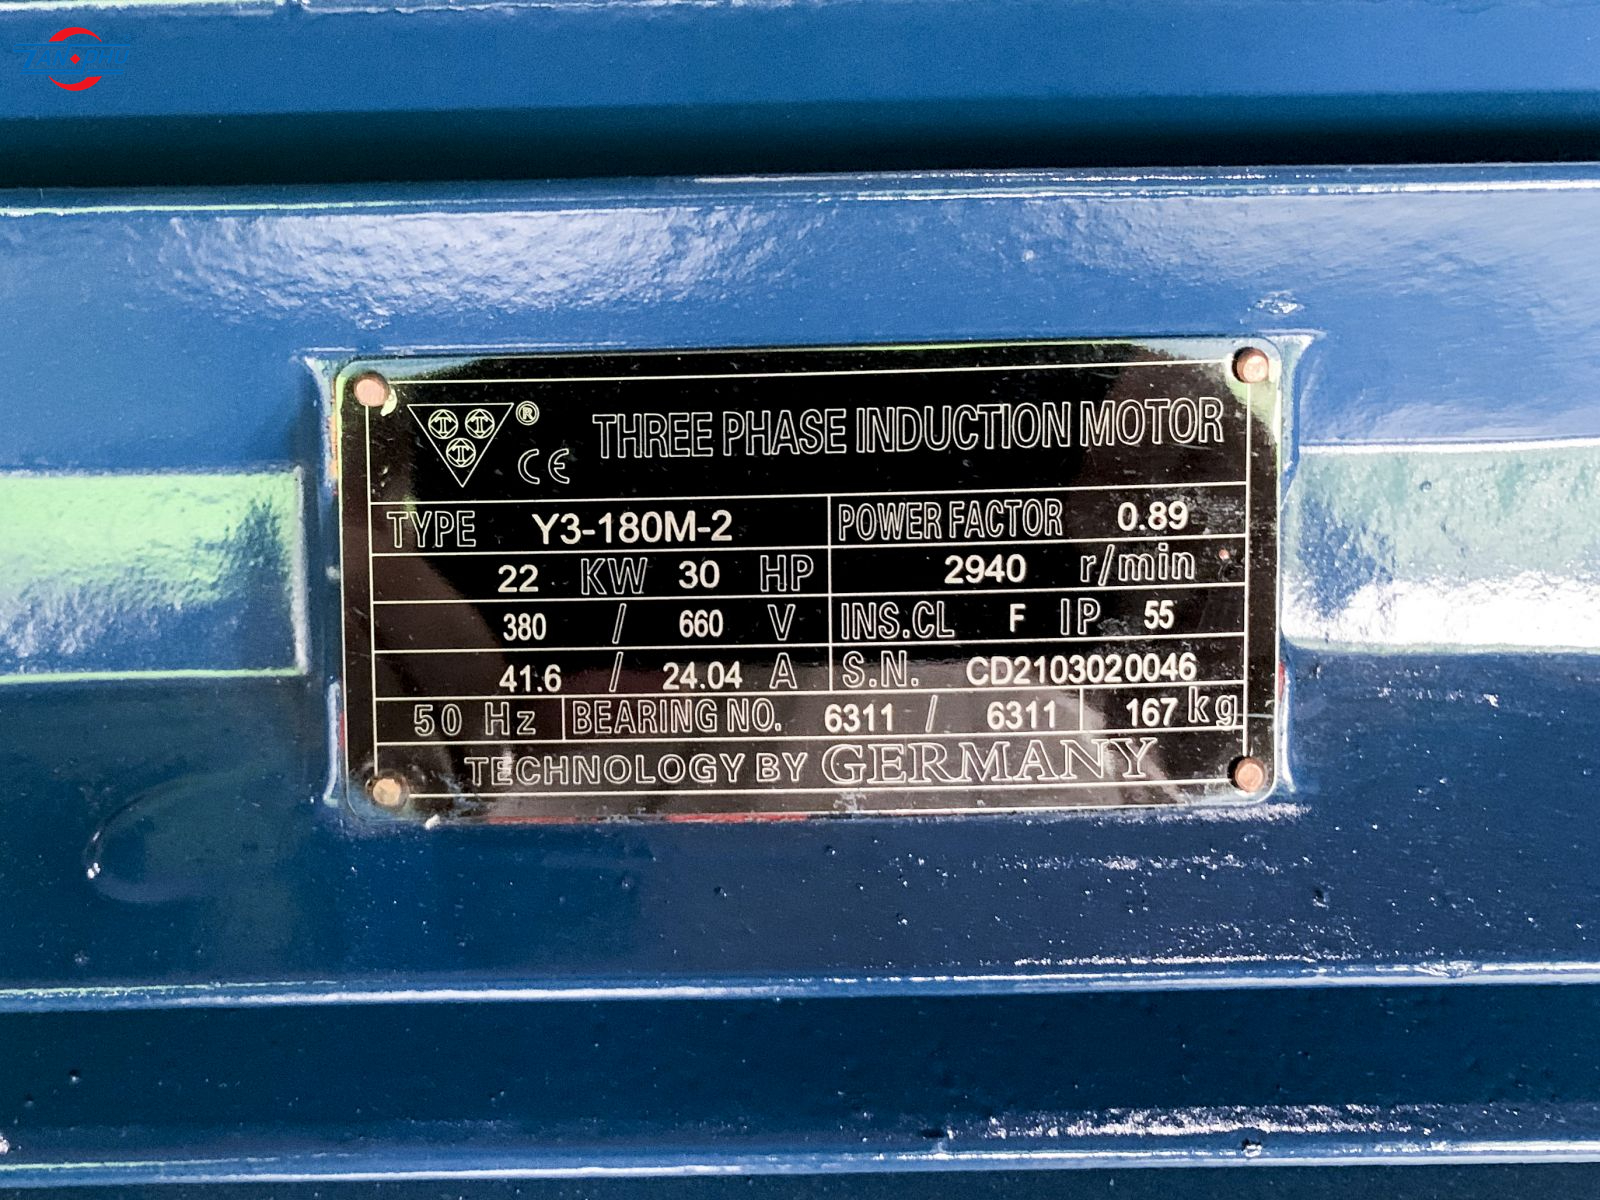 ® CE THREE PHASE INDUCTION MOTOR
TYPE Y3-180M-2 POWER FACTOR 0.89
22 KW 30 HP 2940 r/min
380 / 660 V INS.CL F IP 55
41.6 / 24.04 A S.N. CD2103020046
50 Hz BEARING NO. 6311 / 6311 167 kg
TECHNOLOGY BY GERMANY